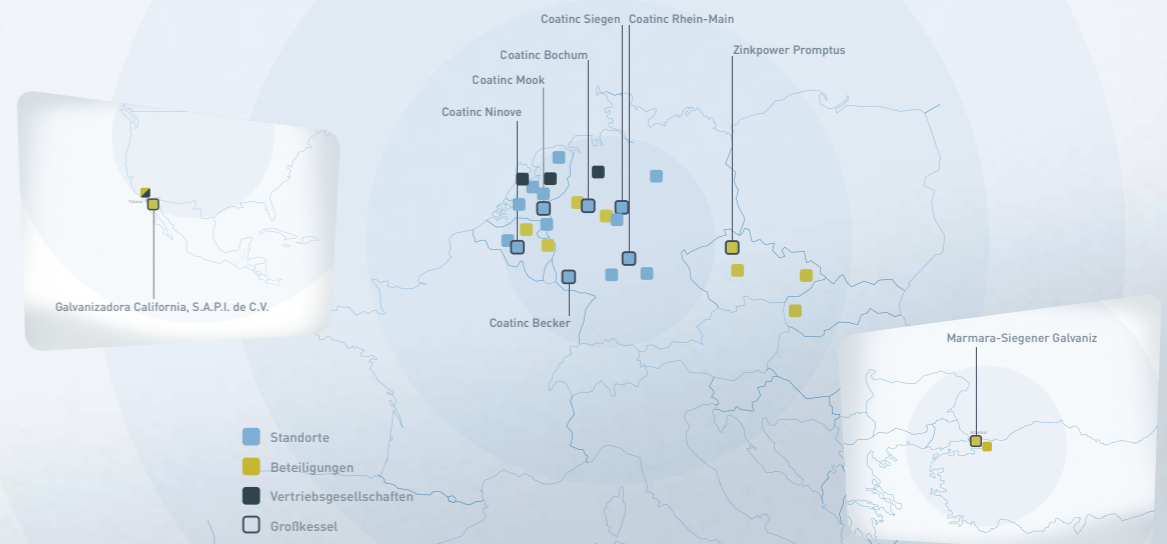 Coatinc Siegen
Coatinc Rhein-Main
Coatinc Bochum
Zinkpower Promptus
Coatinc Mook
Coatinc Ninove
Galvanizadora California, S.A.P.I. de C.V.
Coatinc Becker
Marmara-Siegener Galvaniz
Standorte
Beteiligungen
Vertriebsgesellschaften
Großkessel